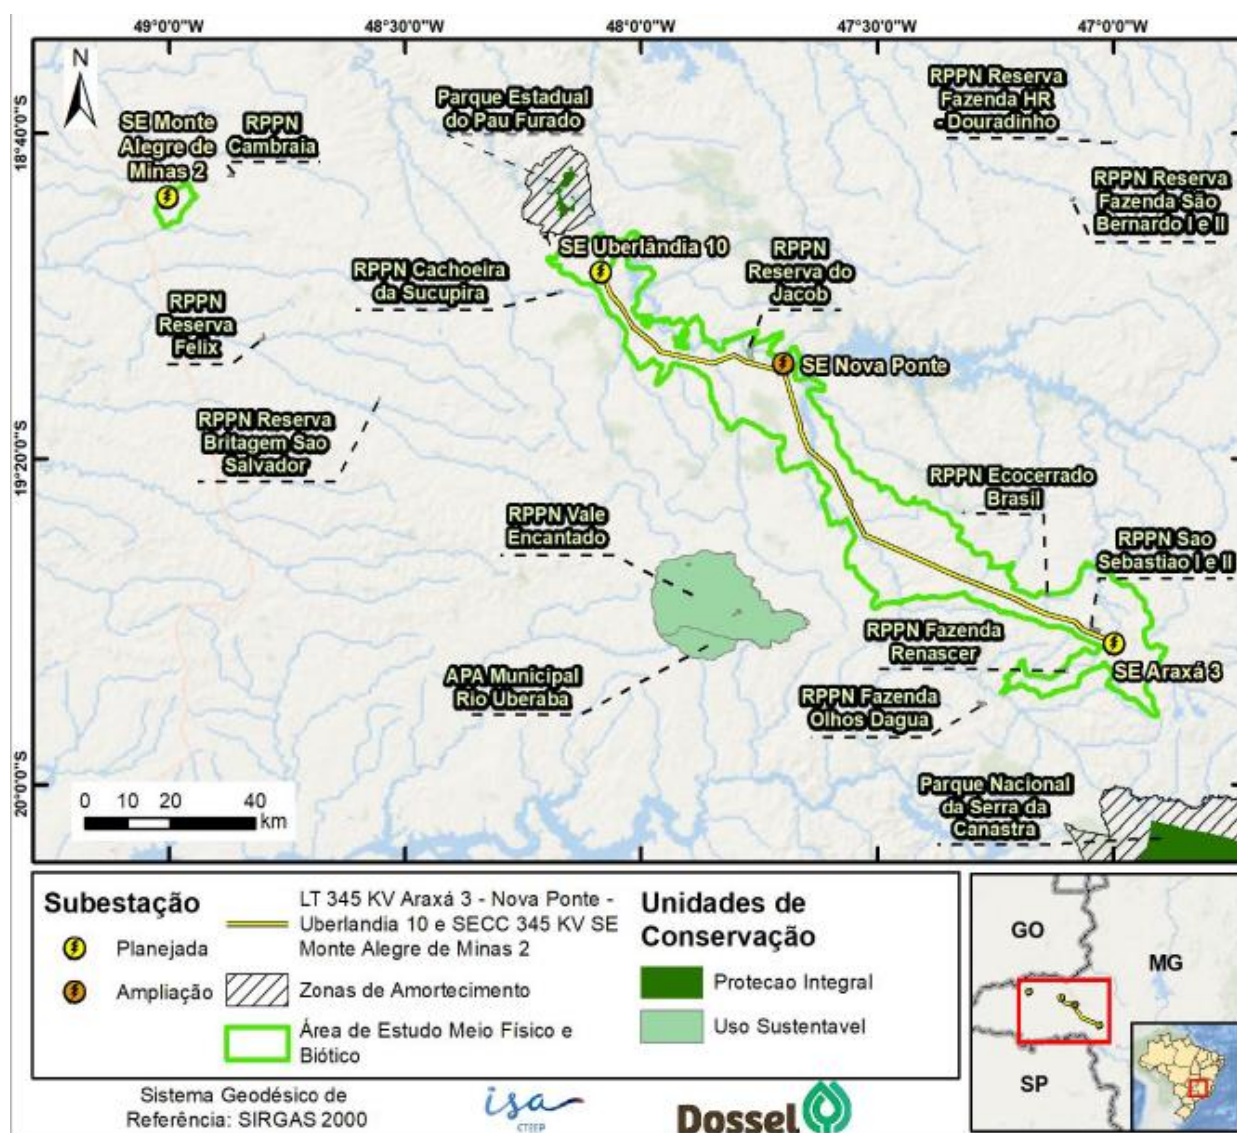 49°0'0"W
48°30'0"W
48°0'0"W
47°30'0"W
47°0'0"W
N
18°40'0"S
19°20'0"S
20°0'0"S
SE Monte
Alegre de
Minas 2
RPPN
Cambraia
Parque Estadual
do Pau Furado
RPPN Reserva
Fazenda HR
- Douradinho
RPPN Reserva
Fazenda São
Bernardo I e II
SE Uberlândia 10
RPPN
Reserva do
Jacob
RPPN Cachoeira
da Sucupira
RPPN
Reserva
Felix
SE Nova Ponte
RPPN Reserva
Britagem Sao
Salvador
RPPN Ecocerrado
Brasil
RPPN Vale
Encantado
RPPN Sao
Sebastiao I e II
RPPN Fazenda
Renascer
SE Araxá 3
APA Municipal
Rio Uberaba
RPPN Fazenda
Olhos Dagua
Parque Nacional
da Serra da
Canastra
0 10 20 40
km
Subestação
Planejada
Ampliação
LT 345 KV Araxá 3 - Nova Ponte -
Uberlandia 10 e SECC 345 KV SE
Monte Alegre de Minas 2
Zonas de Amortecimento
Área de Estudo Meio Físico e
Biótico
Unidades de
Conservação
Protecao Integral
Uso Sustentavel
GO
MG
SP
Sistema Geodésico de
Referência: SIRGAS 2000
isa
CTEEP
Dossel